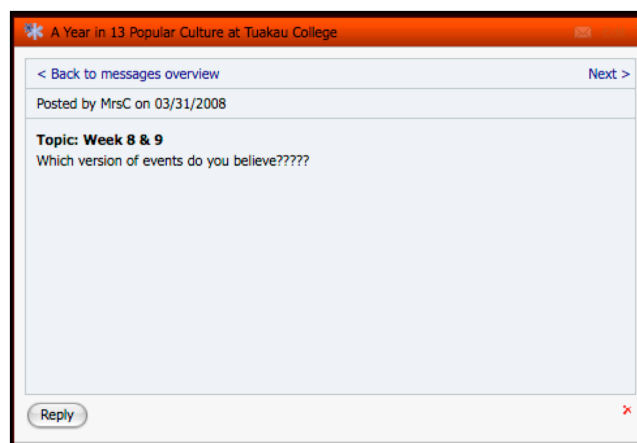 A Year in 13 Popular Culture at Tuakau College
< Back to messages overview Next >
Posted by MrsC on 03/31/2008
Topic: Week 8 & 9
Which version of events do you believe?????
Reply